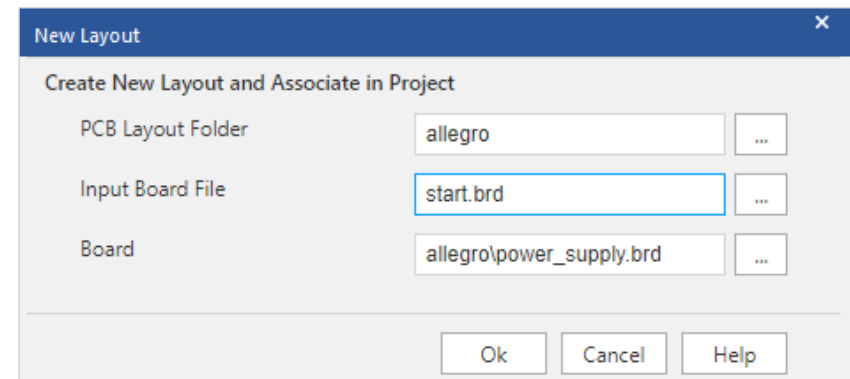 New Layout ×
Create New Layout and Associate in Project
PCB Layout Folder allegro ...
Input Board File start.brd ...
Board allegro\power_supply.brd ...
Ok Cancel Help